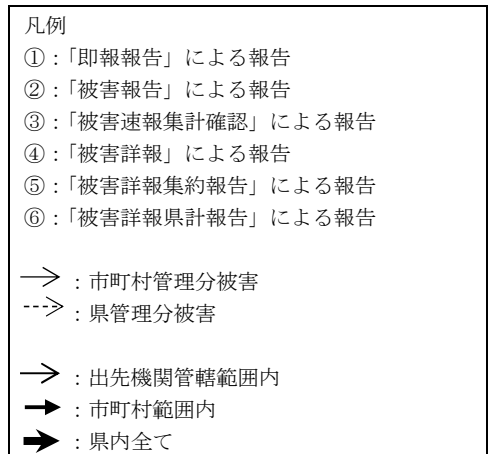 凡例
①：「即報報告」による報告
②：「被害報告」による報告
③：「被害速報集計確認」による報告
④：「被害詳報」による報告
⑤：「被害詳報集約報告」による報告
⑥：「被害詳報県計報告」による報告
：市町村管理分被害
：県管理分被害
：出先機関管轄範囲内
：市町村範囲内
：県内全て